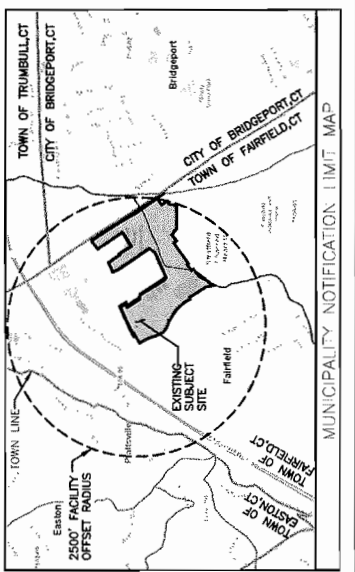 TOWN OF TRUMBULL,CT
CITY OF BRIDGEPORT,CT
Bridgeport
CITY OF BRIDGEPORT,CT
TOWN OF FAIRFIELD,CT
TOWN LINE
Easton
2500' FACILITY
OFFSET RADIUS
Plattsville
EXISTING
SUBJECT
SITE
Fairfield
TOWN OF
FAIRFIELD,CT
TOWN OF
EASTON,CT
MUNICIPALITY NOTIFICATION LIMIT MAP